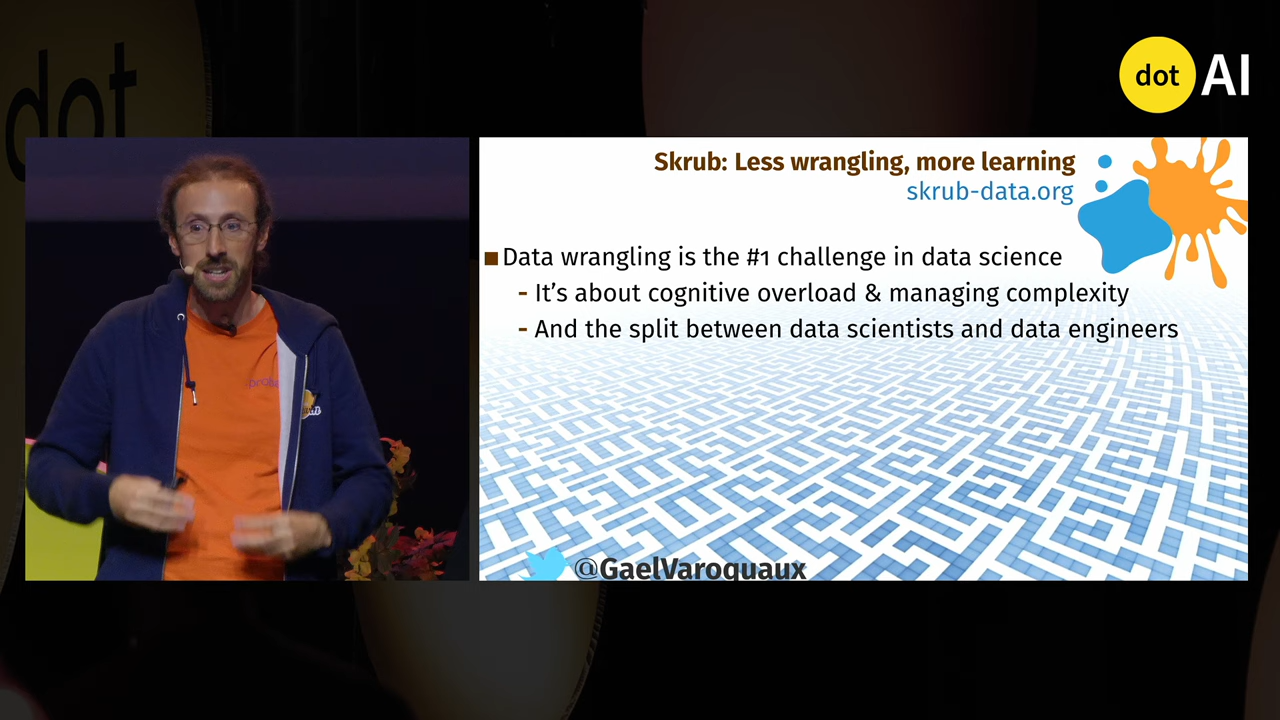 dot
dot AI
Skrub: Less wrangling, more learning
skrub-data.org
Data wrangling is the #1 challenge in data science
- It's about cognitive overload & managing complexity
- And the split between data scientists and data engineers
@GaelVaroquaux